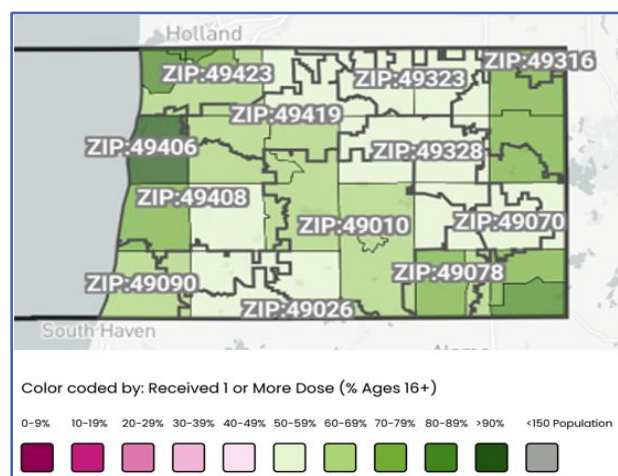 Holland
ZIP:49423
ZIP:49323
ZIP:49316
ZIP:49419
ZIP:49406
ZIP:49328
ZIP:49408
ZIP:49010
ZIP:49070
ZIP:49090
ZIP:49078
ZIP:49026
South Haven
Color coded by: Received 1 or More Dose (% Ages 16+)
0-9% 10-19% 20-29% 30-39% 40-49% 50-59% 60-69% 70-79% 80-89% >90% <150 Population